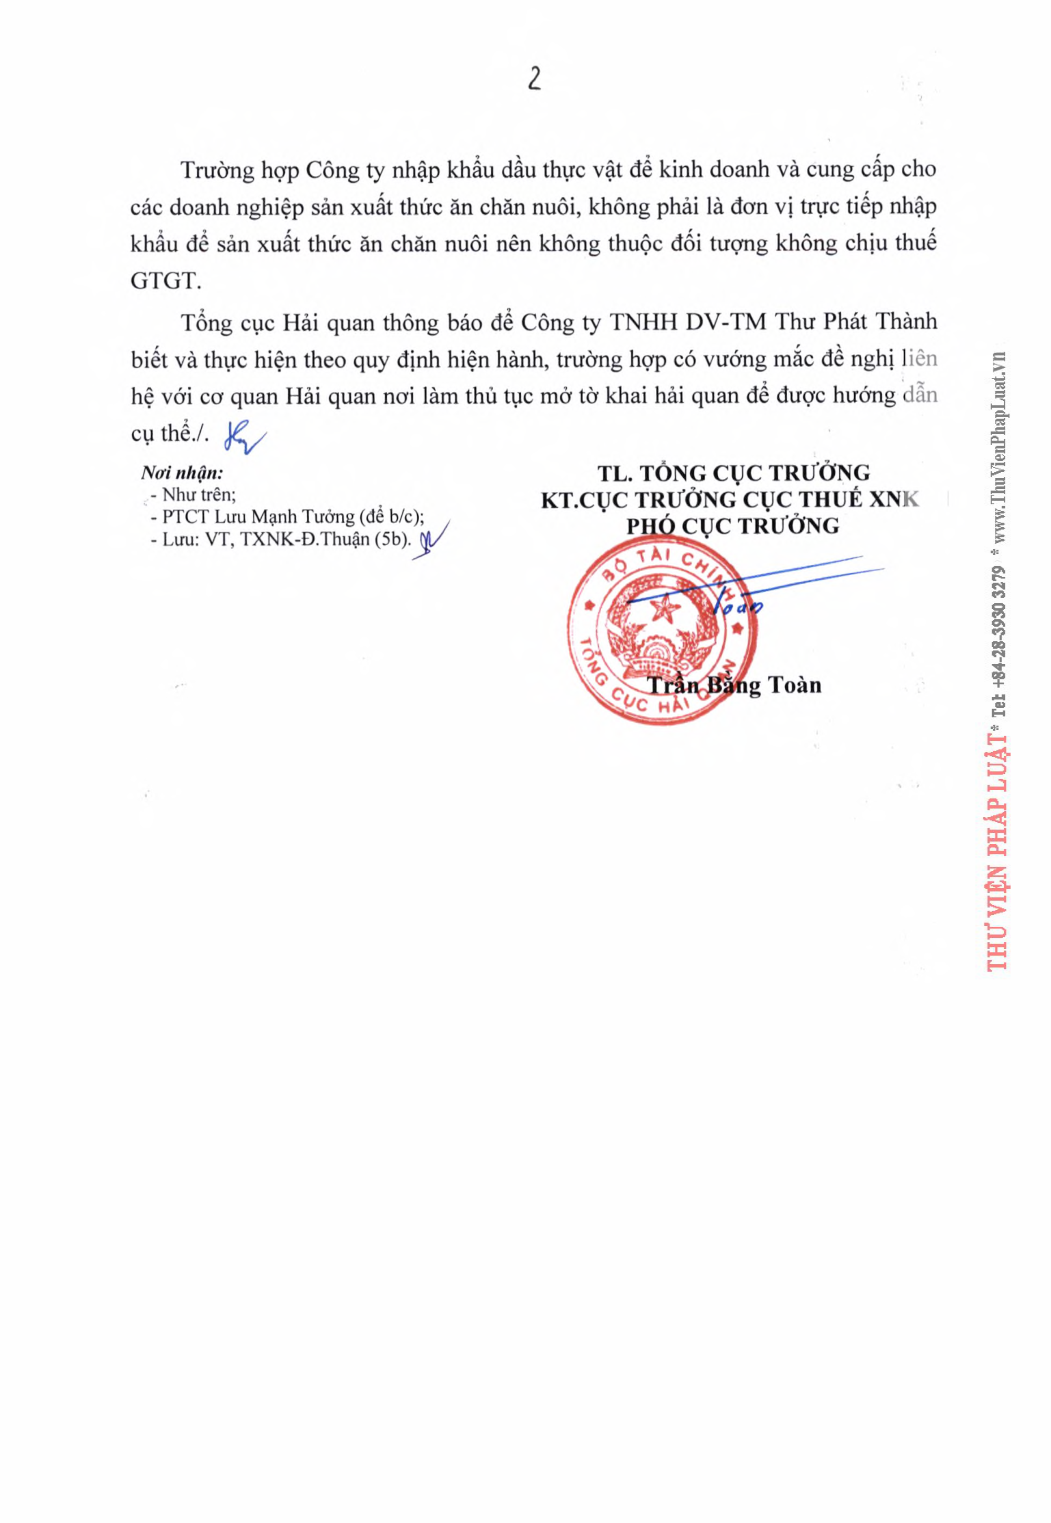 2
Trường hợp Công ty nhập khẩu dầu thực vật để kinh doanh và cung cấp cho
các doanh nghiệp sản xuất thức ăn chăn nuôi, không phải là đơn vị trực tiếp nhập
khẩu để sản xuất thức ăn chăn nuôi nên không thuộc đối tượng không chịu thuế
GTGT.
Tổng cục Hải quan thông báo để Công ty TNHH DV-TM Thư Phát Thành
biết và thực hiện theo quy định hiện hành, trường hợp có vướng mắc đề nghị liên
hệ với cơ quan Hải quan nơi làm thủ tục mở tờ khai hải quan để được hướng dẫn
cụ thể./.
Nơi nhận:
- Như trên;
- PTCT Lưu Mạnh Tưởng (để b/c);
- Lưu: VT, TXNK-Đ.Thuận (5b).
TL. TỔNG CỤC TRƯỞNG
KT.CỤC TRƯỞNG CỤC THUẾ XNK
PHÓ CỤC TRƯỞNG
BỘ TÀI CHÍNH
TỔNG CỤC HẢI QUAN
Trần Bằng Toàn
THƯ VIỆN PHÁP LUẬT * Tel: +84-28-3930 3279 * www.ThuVienPhapLuat.vn